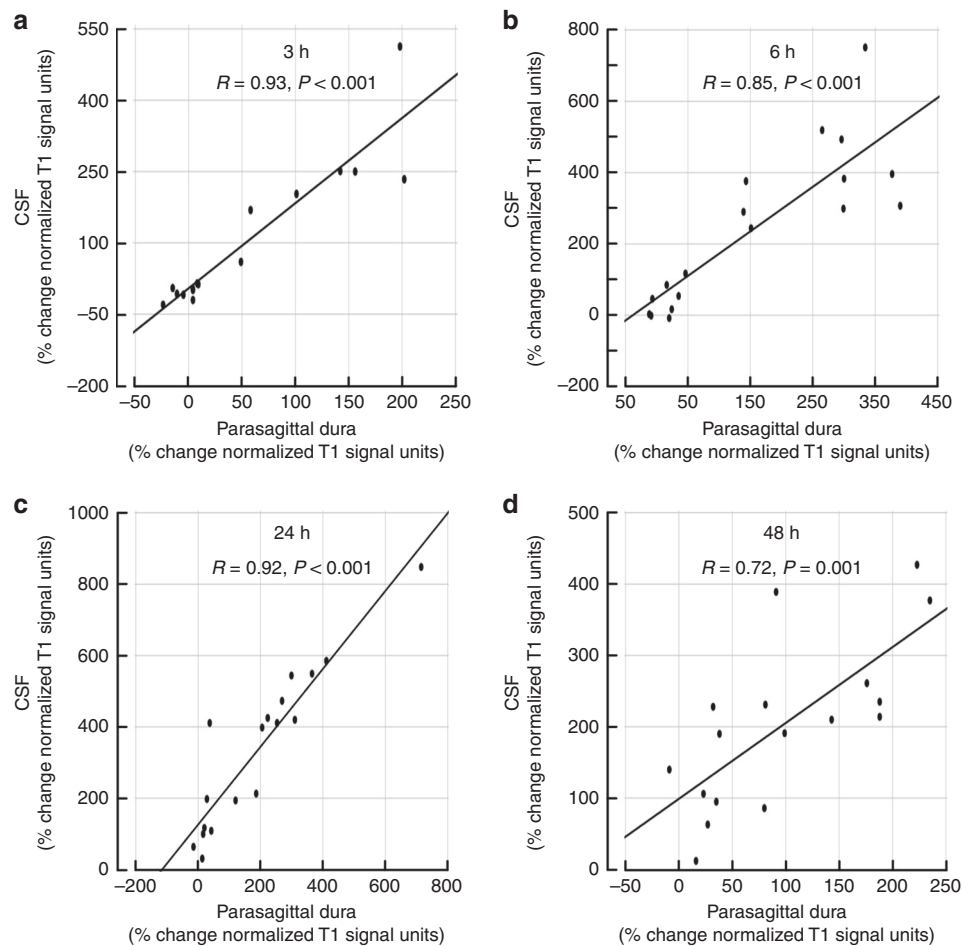 a
3 h
R = 0.93, P < 0.001
550
400
250
100
−50
−200
CSF
(% change normalized T1 signal units)
−50 0 50 100 150 200 250
Parasagittal dura
(% change normalized T1 signal units)
b
6 h
R = 0.85, P < 0.001
800
600
400
200
0
−200
CSF
(% change normalized T1 signal units)
50 50 150 250 350 450
Parasagittal dura
(% change normalized T1 signal units)
c
24 h
R = 0.92, P < 0.001
1000
800
600
400
200
0
CSF
(% change normalized T1 signal units)
−200 0 200 400 600 800
Parasagittal dura
(% change normalized T1 signal units)
d
48 h
R = 0.72, P = 0.001
500
400
300
200
100
0
CSF
(% change normalized T1 signal units)
−50 0 50 100 150 200 250
Parasagittal dura
(% change normalized T1 signal units)